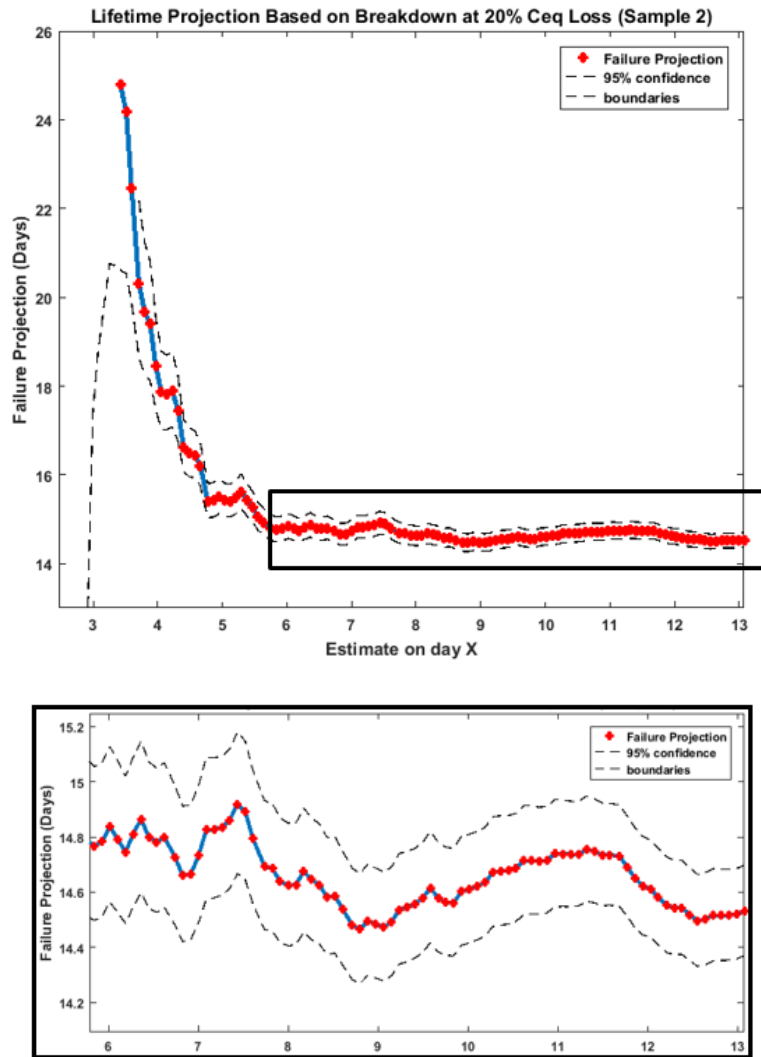 Lifetime Projection Based on Breakdown at 20% Ceq Loss (Sample 2)
26
24
22
20
18
16
14
Failure Projection (Days)
Failure Projection
95% confidence
boundaries
3 4 5 6 7 8 9 10 11 12 13
Estimate on day X
15.2
15
14.8
14.6
14.4
14.2
Failure Projection (Days)
Failure Projection
95% confidence
boundaries
6 7 8 9 10 11 12 13